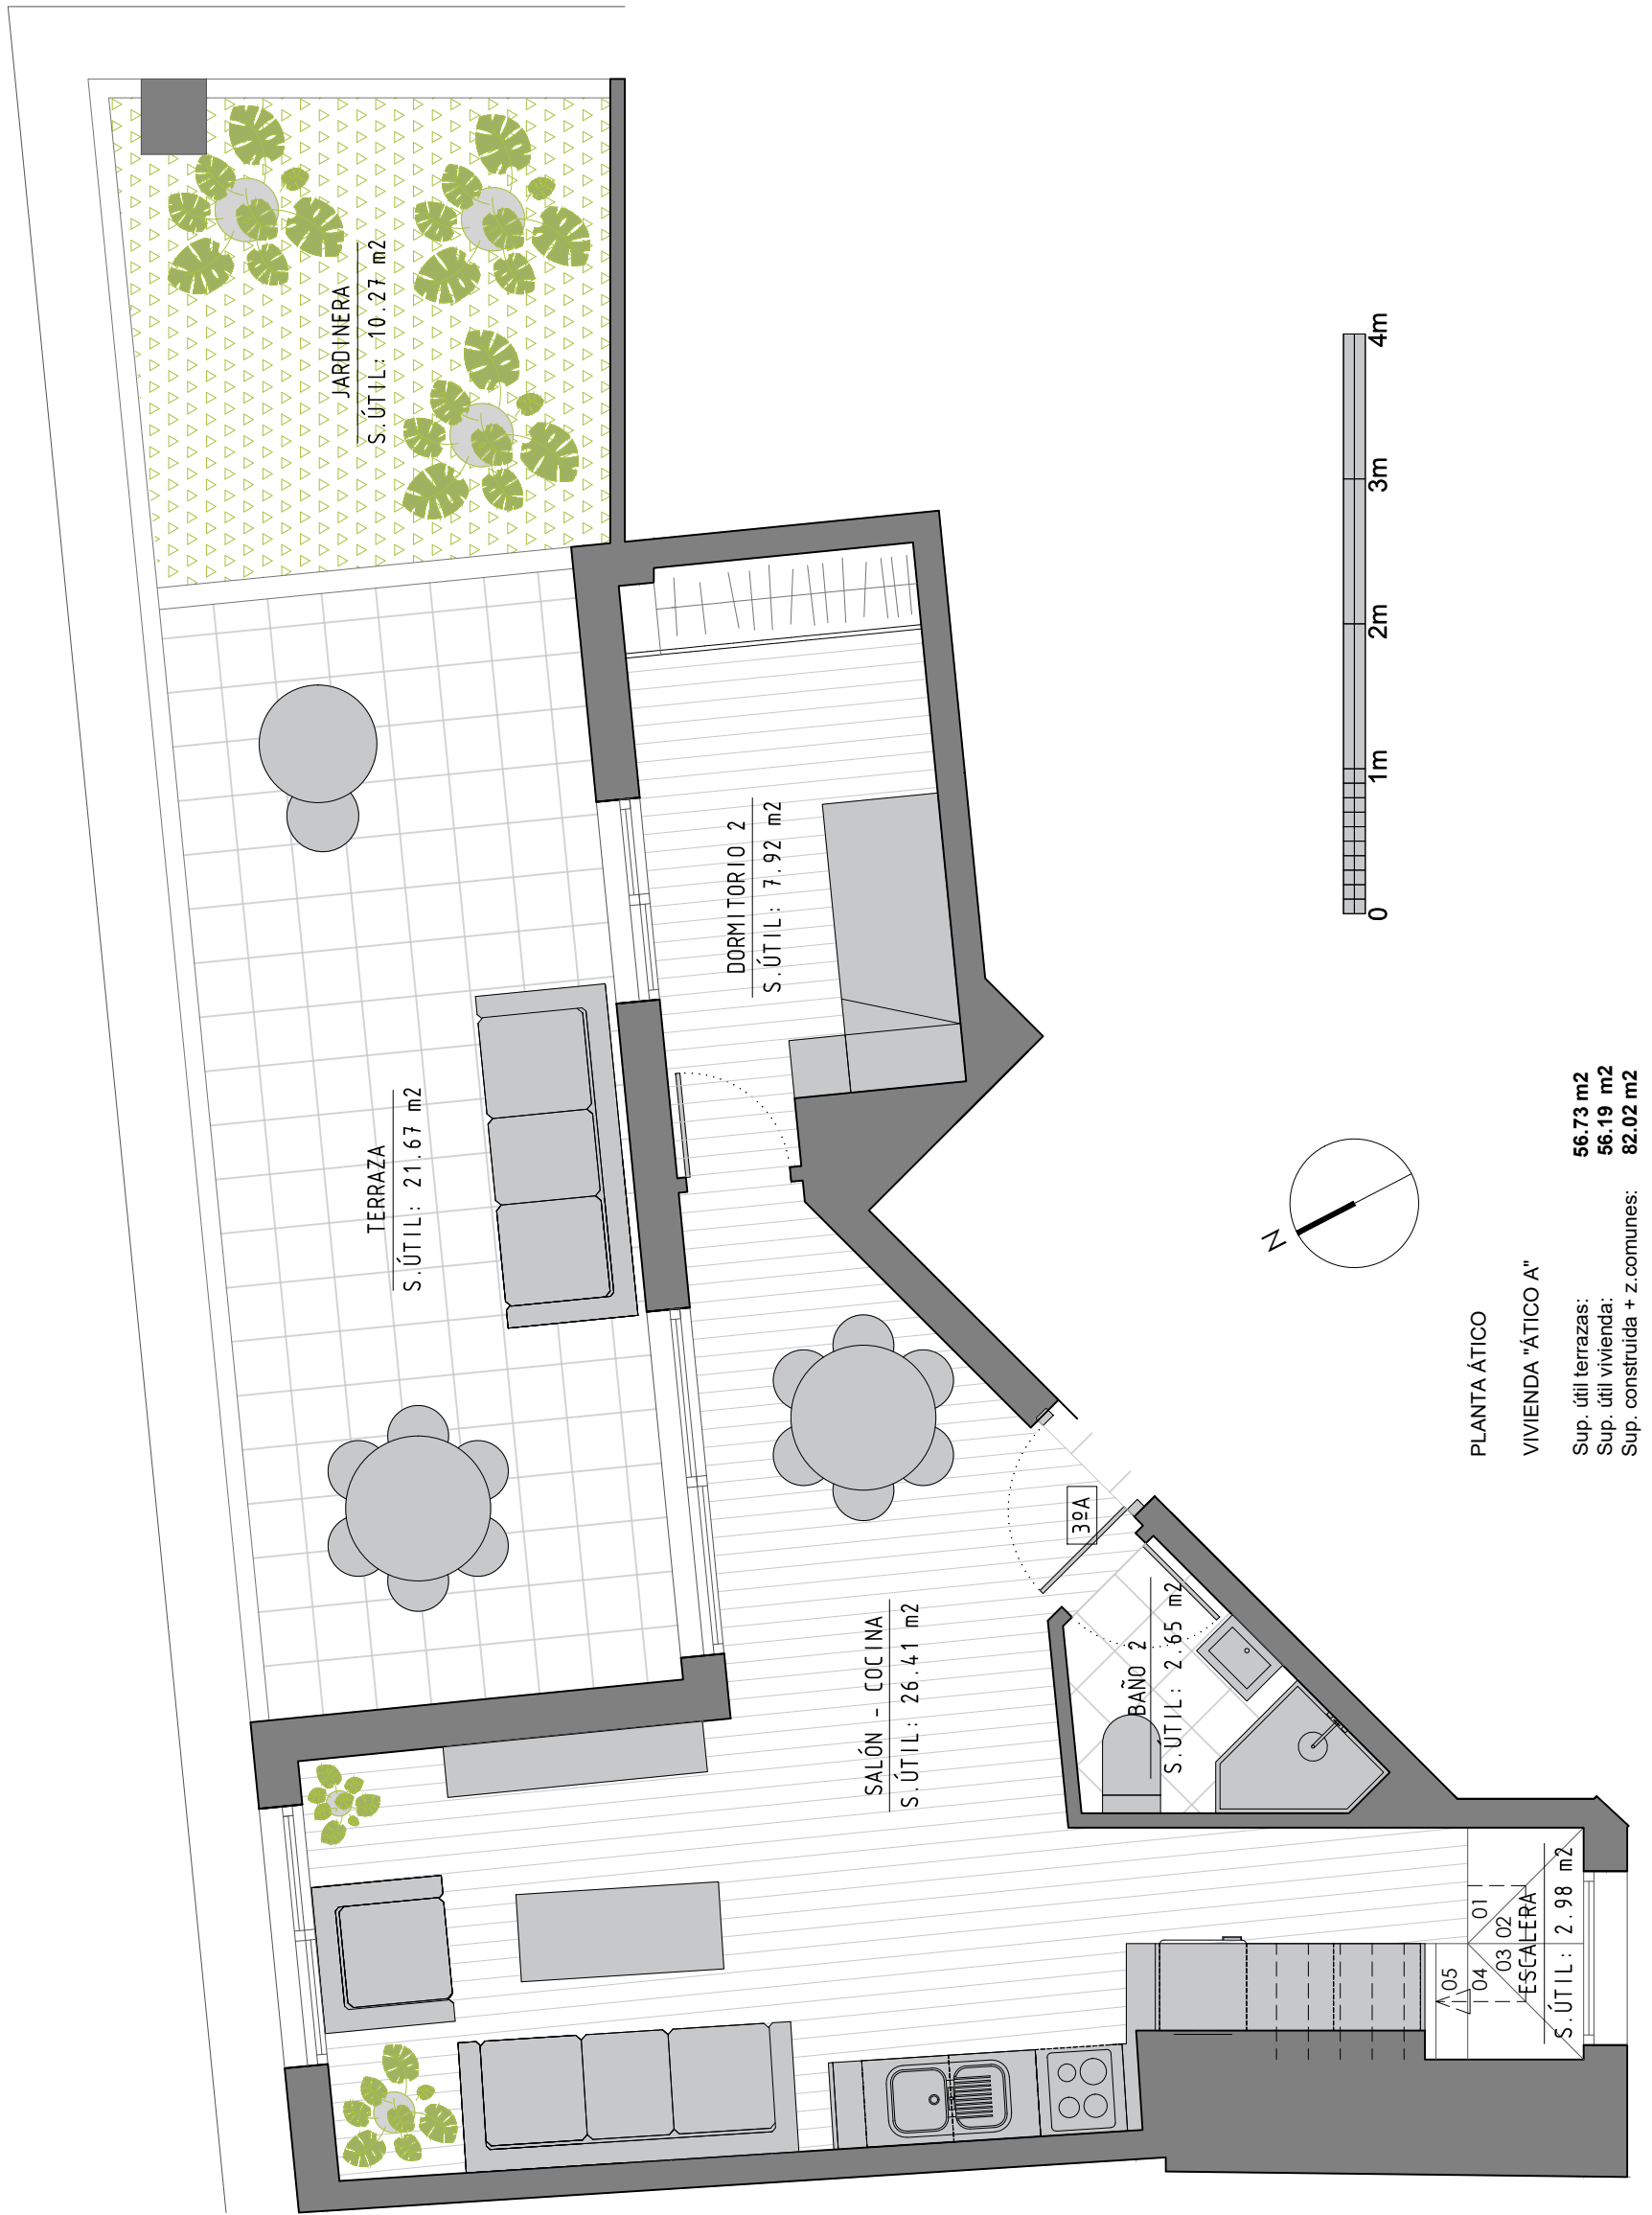 JARDINERA
S.ÚTIL: 10.27 m2
TERRAZA
S.ÚTIL: 21.67 m2
DORMITORIO 2
S.ÚTIL: 7.92 m2
SALÓN - COCINA
S.ÚTIL: 26.41 m2
3ºA
BAÑO 2
S.ÚTIL: 2.65 m2
01
02
03
04
05
ESCALERA
S.ÚTIL: 2.98 m2
0 1m 2m 3m 4m
N
PLANTA ÁTICO
VIVIENDA "ÁTICO A"
Sup. útil terrazas: 56.73 m2
Sup. útil vivienda: 56.19 m2
Sup. construida + z.comunes: 82.02 m2